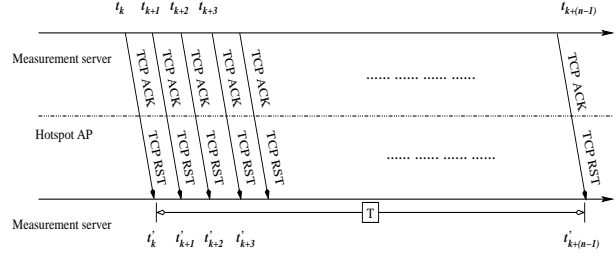 t_k t_{k+1} t_{k+2} t_{k+3} t_{k+(n-1)}
Measurement server
TCP ACK TCP ACK TCP ACK TCP ACK TCP ACK TCP ACK
...... ...... ...... ......
Hotspot AP
TCP RST TCP RST TCP RST TCP RST TCP RST TCP RST
...... ...... ...... ......
T
Measurement server
t'_k t'_{k+1} t'_{k+2} t'_{k+3} t'_{k+(n-1)}